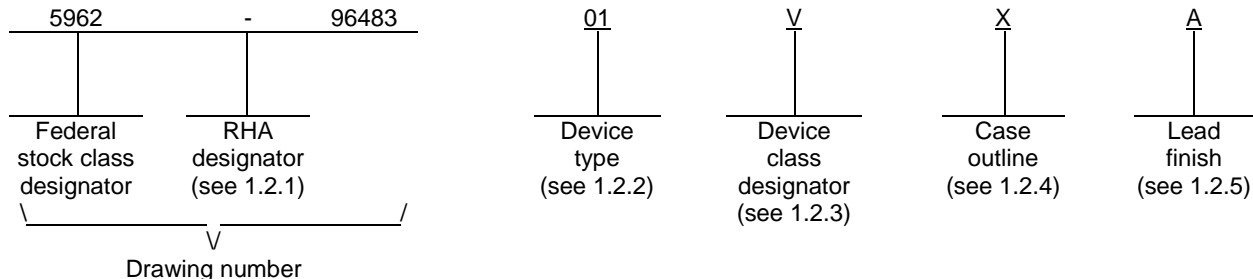 5962 - 96483 01 V X A
Federal stock class designator
RHA designator (see 1.2.1)
Device type (see 1.2.2)
Device class designator (see 1.2.3)
Case outline (see 1.2.4)
Lead finish (see 1.2.5)
\ /
\/
Drawing number